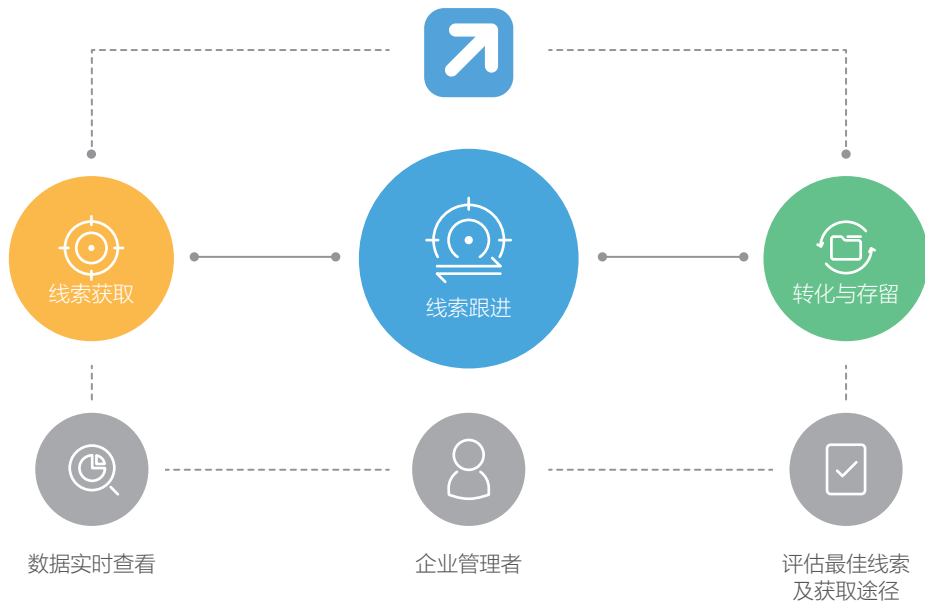 线索获取
线索跟进
转化与存留
数据实时查看
企业管理者
评估最佳线索
及获取途径